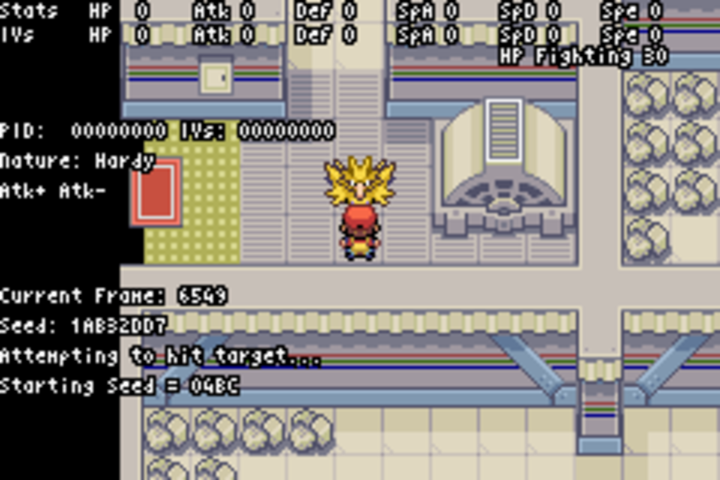 Stats HP 0 Atk 0 Def 0 SpA 0 SpD 0 Spe 0
IVs HP 0 Atk 0 Def 0 SpA 0 SpD 0 Spe 0
HP Fighting 30
PID: 00000000 IVs: 00000000
Nature: Hardy
Atk+ Atk-
Current Frame: 6549
Seed: 1AB32DD7
Attempting to hit target...
Starting Seed = 04BC